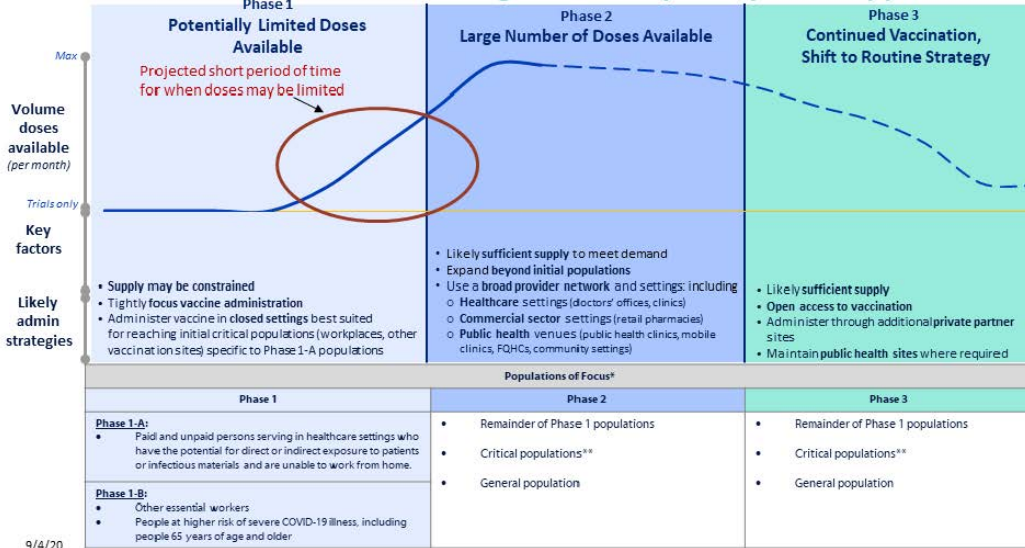 Phase 1
Potentially Limited Doses
Available
Projected short period of time
for when doses may be limited
Phase 2
Large Number of Doses Available
Phase 3
Continued Vaccination,
Shift to Routine Strategy
Max
Volume
doses
available
(per month)
Trials only
Key
factors
Likely
admin
strategies
• Supply may be constrained
• Tightly focus vaccine administration
• Administer vaccine in closed settings best suited
for reaching initial critical populations (workplaces, other
vaccination sites) specific to Phase 1-A populations
• Likely sufficient supply to meet demand
• Expand beyond initial populations
• Use a broad provider network and settings: including
o Healthcare settings (doctors' offices, clinics)
o Commercial sector settings (retail pharmacies)
o Public health venues (public health clinics, mobile
clinics, FQHCs, community settings)
• Likely sufficient supply
• Open access to vaccination
• Administer through additional private partner
sites
• Maintain public health sites where required
Populations of Focus*
Phase 1
Phase 2
Phase 3
Phase 1-A:
• Paid and unpaid persons serving in healthcare settings who
have the potential for direct or indirect exposure to patients
or infectious materials and are unable to work from home.
Phase 1-B:
• Other essential workers
• People at higher risk of severe COVID-19 illness, including
people 65 years of age and older
• Remainder of Phase 1 populations
• Critical populations**
• General population
• Remainder of Phase 1 populations
• Critical populations**
• General population
9/4/20